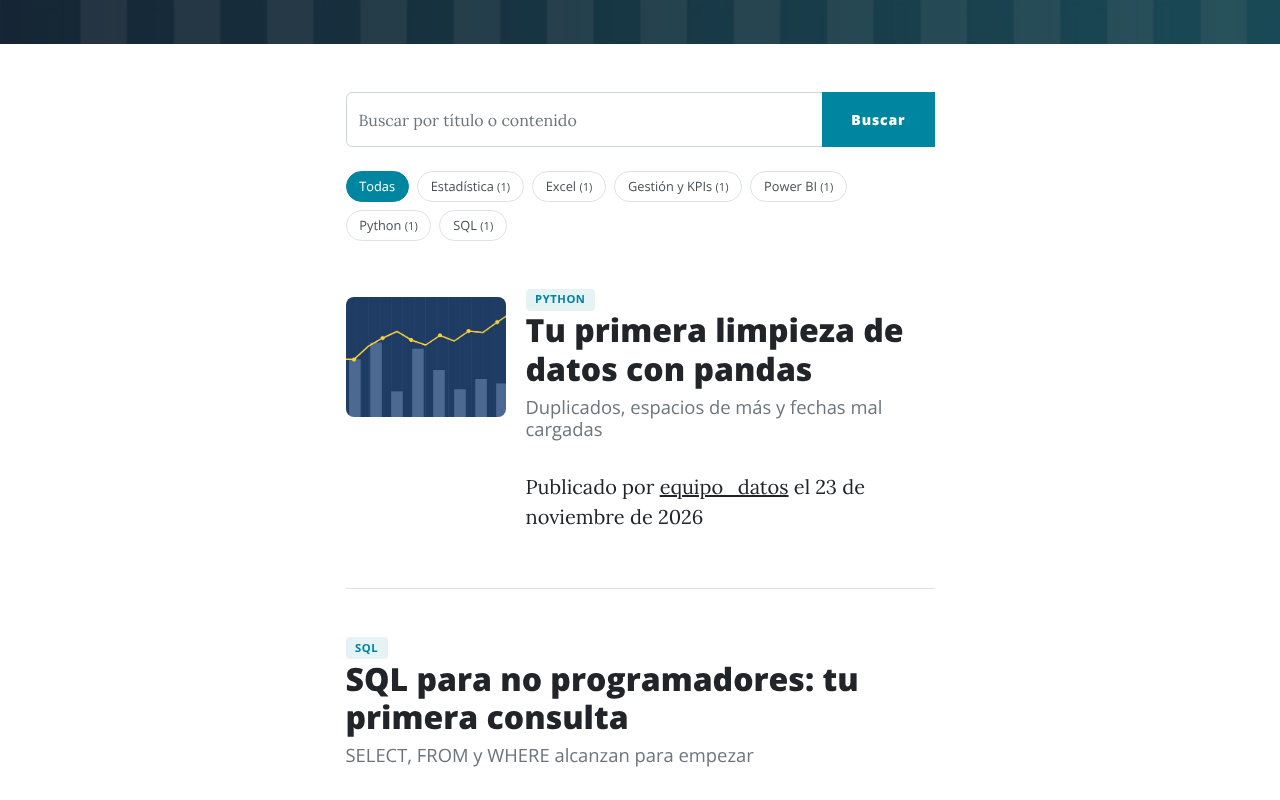 Buscar por título o contenido
Buscar
Todas
Estadística (1)
Excel (1)
Gestión y KPIs (1)
Power BI (1)
Python (1)
SQL (1)
PYTHON
Tu primera limpieza de
datos con pandas
Duplicados, espacios de más y fechas mal
cargadas
Publicado por equipo_datos el 23 de
noviembre de 2026
SQL
SQL para no programadores: tu
primera consulta
SELECT, FROM y WHERE alcanzan para empezar